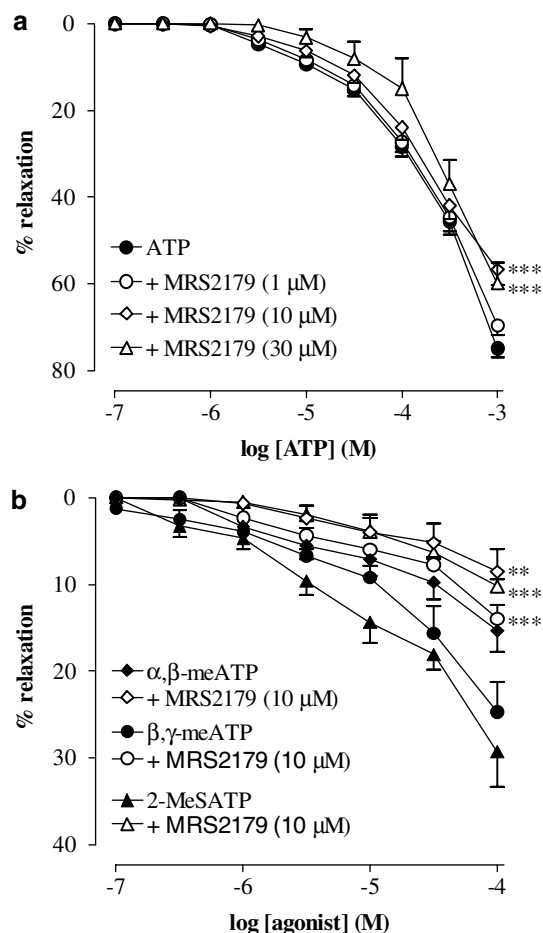 a
0
20
40
60
80
% relaxation
ATP
+ MRS2179 (1 μM)
+ MRS2179 (10 μM)
+ MRS2179 (30 μM)
***
***
-7 -6 -5 -4 -3
log [ATP] (M)
b
0
10
20
30
40
% relaxation
**
***
***
α,β-meATP
+ MRS2179 (10 μM)
β,γ-meATP
+ MRS2179 (10 μM)
2-MeSATP
+ MRS2179 (10 μM)
-7 -6 -5 -4
log [agonist] (M)